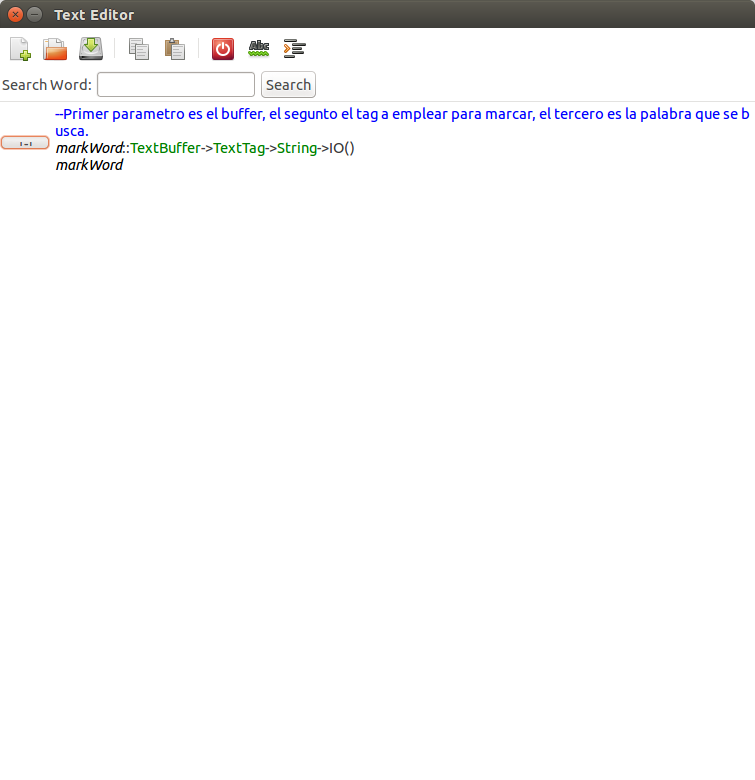 Text Editor
Abc
Search Word:
Search
--Primer parametro es el buffer, el segunto el tag a emplear para marcar, el tercero es la palabra que se b
usca.
[-]
markWord::TextBuffer->TextTag->String->IO()
markWord